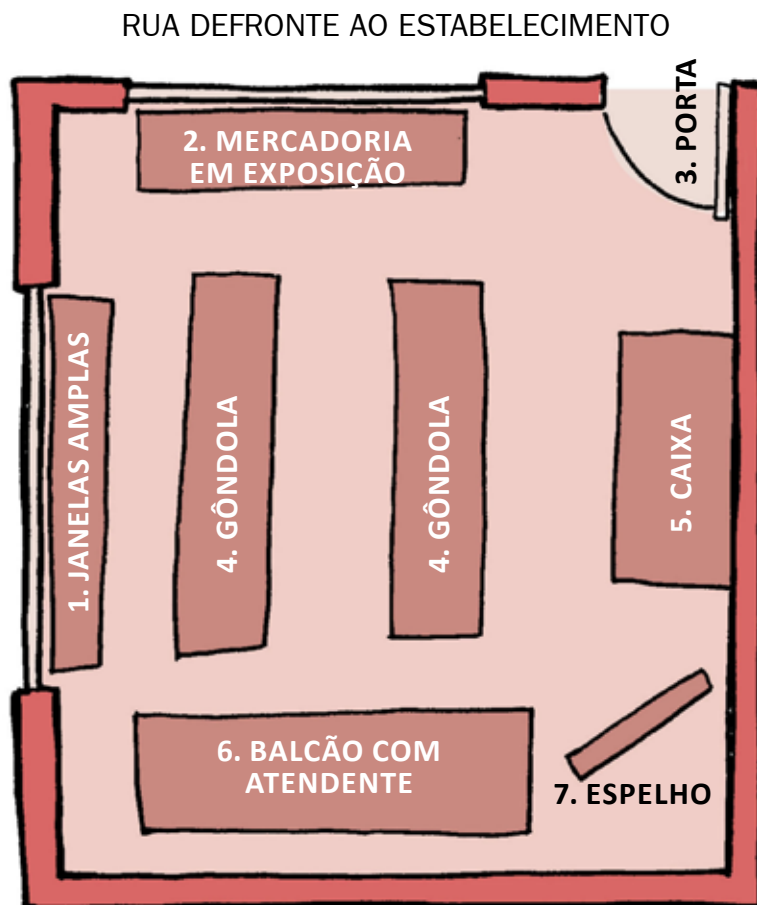 RUA DEFRONTE AO ESTABELECIMENTO
2. MERCADORIA
EM EXPOSIÇÃO
3. PORTA
1. JANELAS AMPLAS
4. GÔNDOLA
4. GÔNDOLA
5. CAIXA
6. BALCÃO COM
ATENDENTE
7. ESPELHO